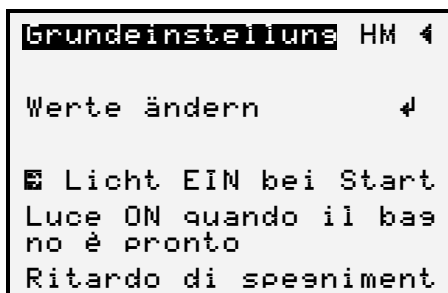 Grundeinstellung HM
Werte ändern
Licht EIN bei Start
Luce ON quando il bag
no è pronto
Ritardo di spegniment